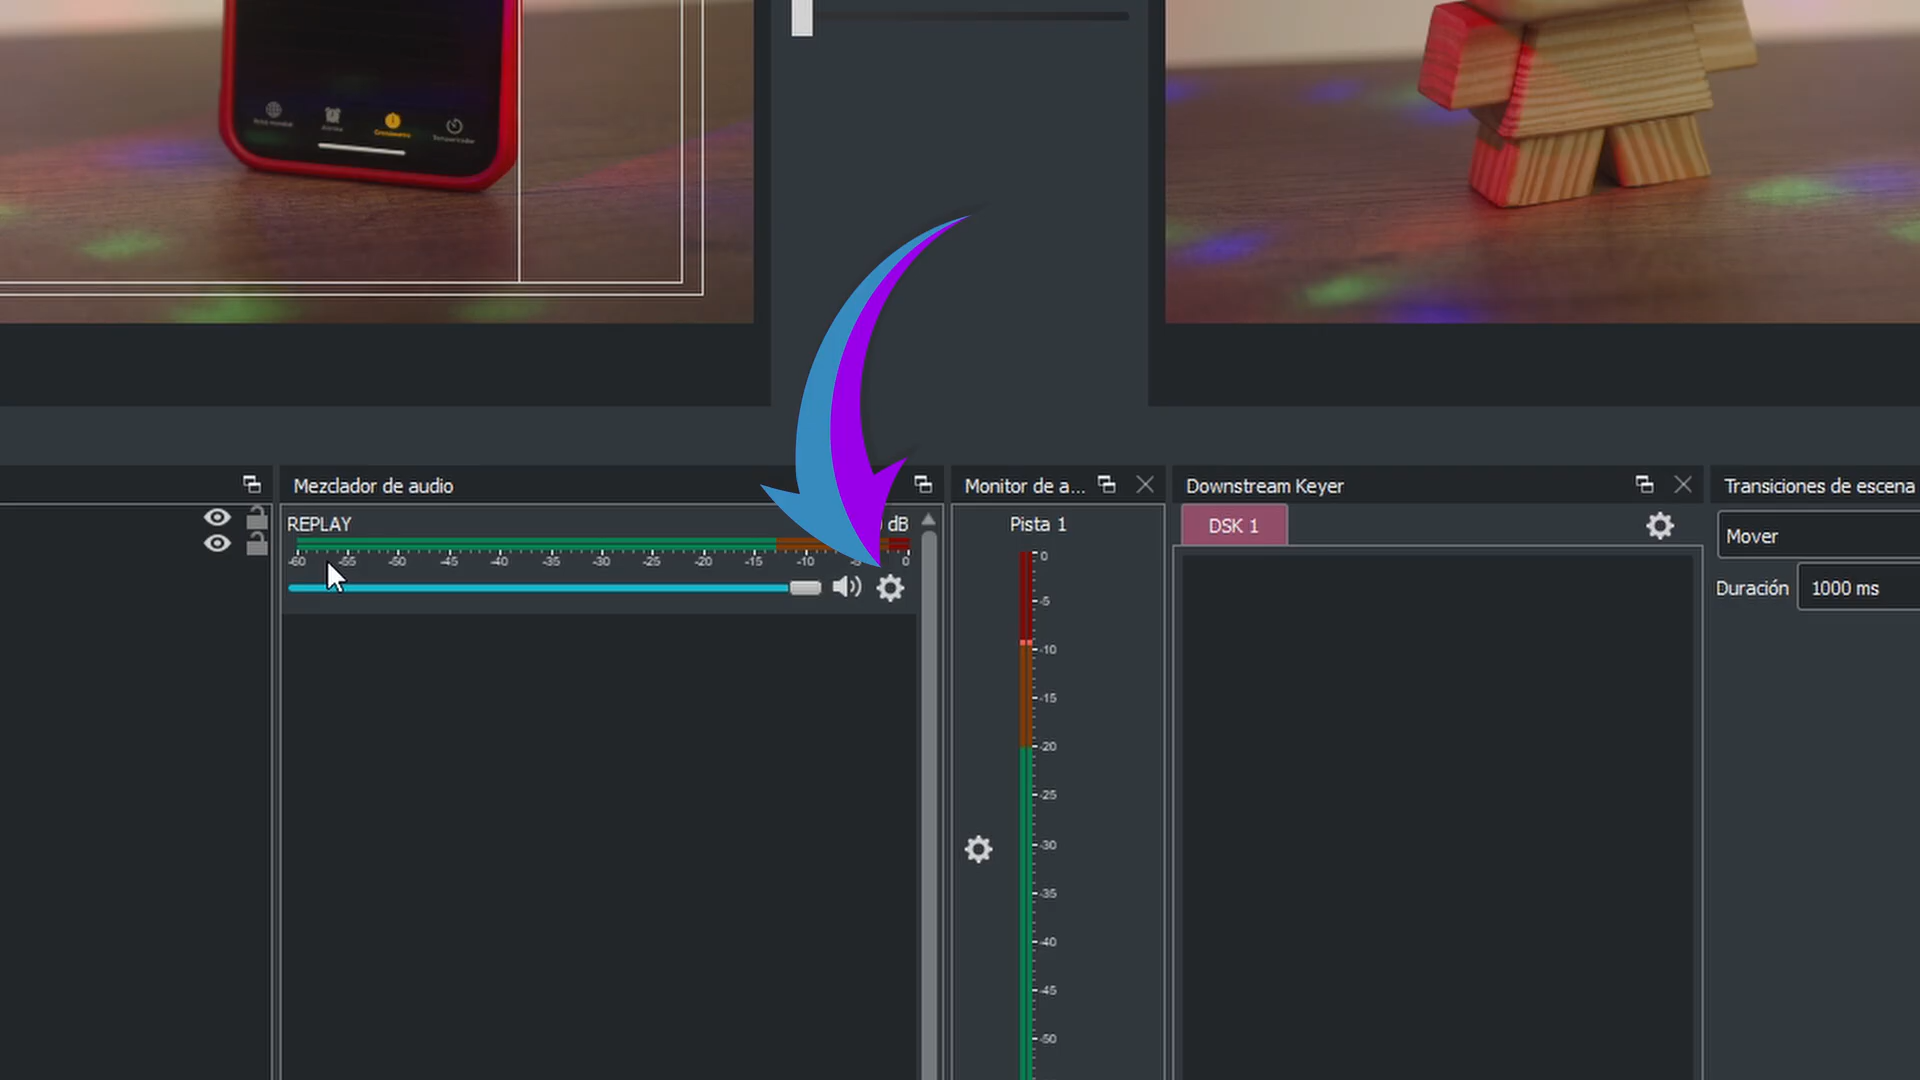 Cronómetro
Mezclador de audio
Monitor de a...
Downstream Keyer
Transiciones de escena
REPLAY
dB
Pista 1
DSK 1
Mover
-60 -55 -50 -45 -40 -35 -30 -25 -20 -15 -10 0
Duración
1000 ms
0
-5
-10
-15
-20
-25
-30
-35
-40
-45
-50